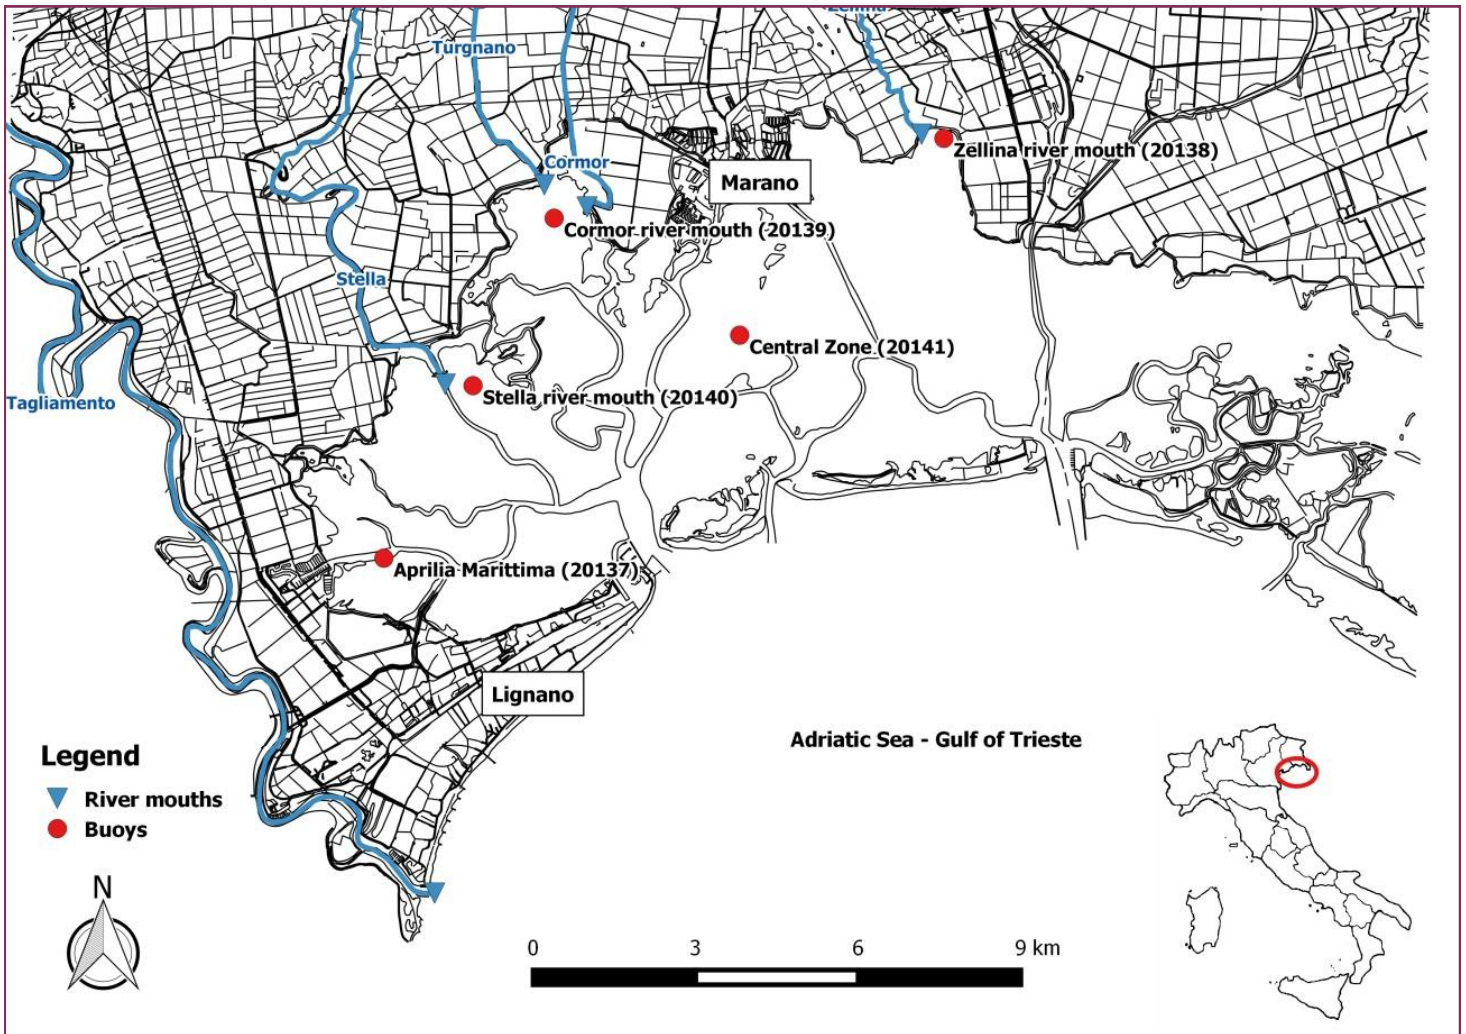 Zellina
Turgnano
Zellina river mouth (20138)
Cormor
Marano
Cormor river mouth (20139)
Stella
Central Zone (20141)
Stella river mouth (20140)
Tagliamento
Aprilia Marittima (20137)
Lignano
Adriatic Sea - Gulf of Trieste
Legend
River mouths
Buoys
N
0 3 6 9 km